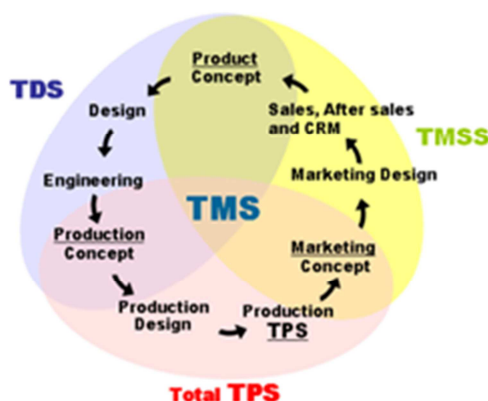 Product
Concept
TDS
Design
Sales, After sales
and CRM
TMSS
Engineering
Marketing Design
TMS
Production
Concept
Marketing
Concept
Production
Design
Production
TPS
Total TPS